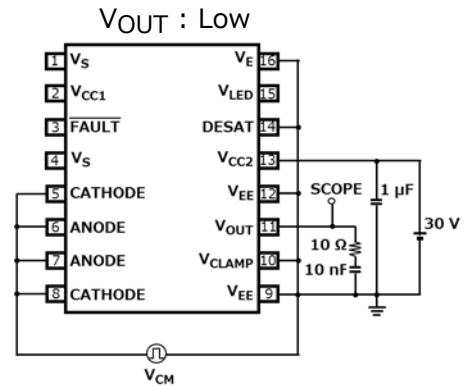 VOUT : Low
1 VS VE 16
2 VCC1 VLED 15
3 FAULT DESAT 14
4 VS VCC2 13
5 CATHODE VEE 12
6 ANODE VOUT 11
7 ANODE VCLAMP 10
8 CATHODE VEE 9
SCOPE
1 µF
30 V
10 Ω
10 nF
VCM